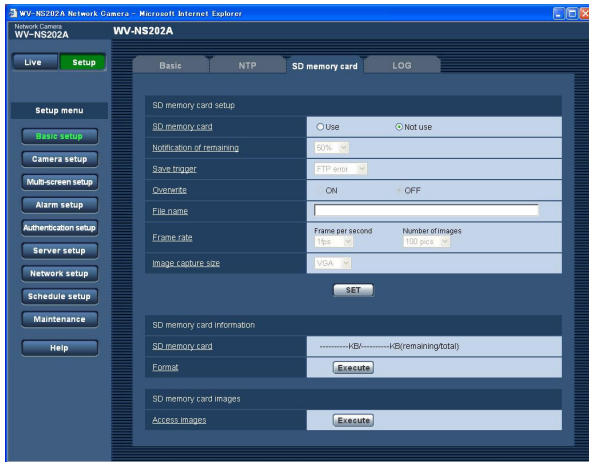 WV-NS202A Network Camera - Microsoft Internet Explorer
Network Camera
WV-NS202A
WV-NS202A
Live
Setup
Basic
NTP
SD memory card
LOG
Setup menu
Basic setup
Camera setup
Multi-screen setup
Alarm setup
Authentication setup
Server setup
Network setup
Schedule setup
Maintenance
Help
SD memory card setup
SD memory card
Use
Not use
Notification of remaining
50%
Save trigger
FTP error
Overwrite
ON
OFF
File name
Frame rate
Frame per second
Number of images
1fps
100 pics
Image capture size
VGA
SET
SD memory card information
SD memory card
----------KB/----------KB(remaining/total)
Format
Execute
SD memory card images
Access images
Execute